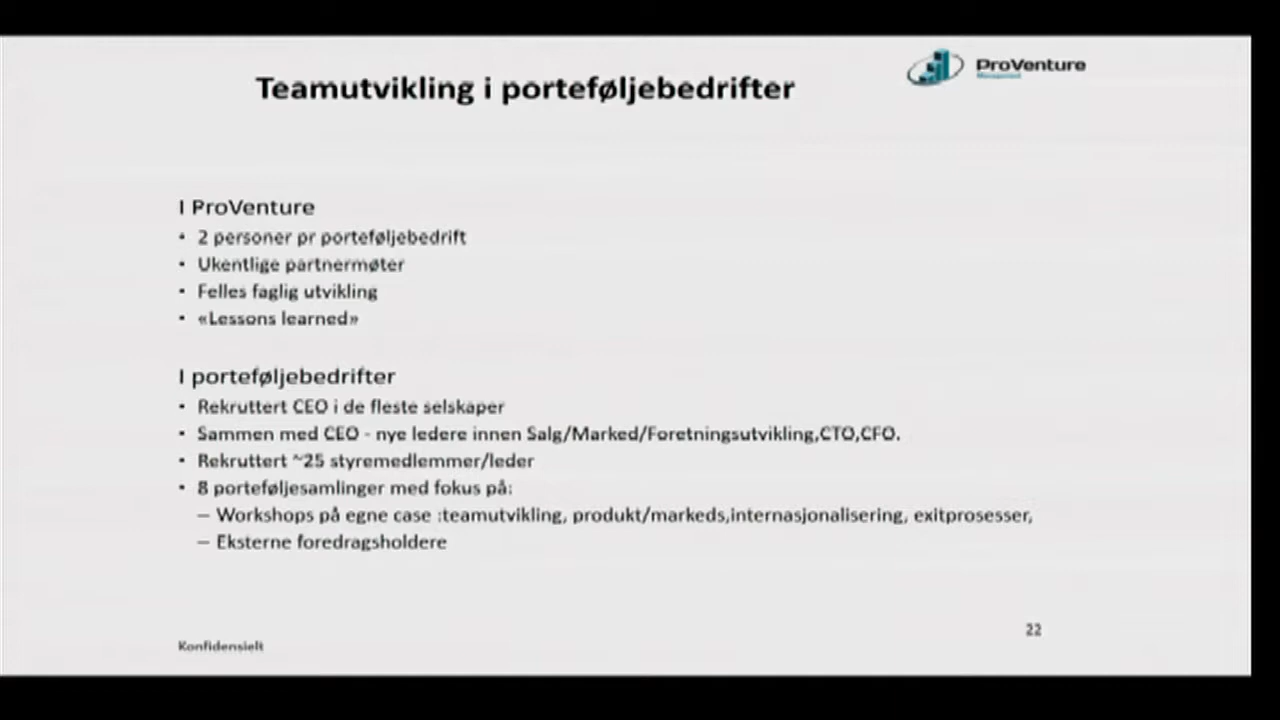 Teamutvikling i porteføljebedrifter
ProVenture
Management
I ProVenture
• 2 personer pr porteføljebedrift
• Ukentlige partnermøter
• Felles faglig utvikling
• «Lessons learned»
I porteføljebedrifter
• Rekruttert CEO i de fleste selskaper
• Sammen med CEO - nye ledere innen Salg/Marked/Foretningsutvikling,CTO,CFO.
• Rekruttert ~25 styremedlemmer/leder
• 8 porteføljesamlinger med fokus på:
– Workshops på egne case :teamutvikling, produkt/markeds,internasjonalisering, exitprosesser,
– Eksterne foredragsholdere
22
Konfidensielt